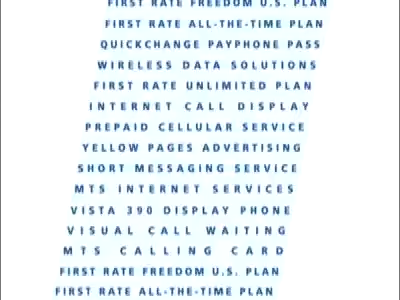 FIRST RATE FREEDOM U.S. PLAN
FIRST RATE ALL-THE-TIME PLAN
QUICKCHANGE PAYPHONE PASS
WIRELESS DATA SOLUTIONS
FIRST RATE UNLIMITED PLAN
INTERNET CALL DISPLAY
PREPAID CELLULAR SERVICE
YELLOW PAGES ADVERTISING
SHORT MESSAGING SERVICE
MTS INTERNET SERVICES
VISTA 390 DISPLAY PHONE
VISUAL CALL WAITING
MTS CALLING CARD
FIRST RATE FREEDOM U.S. PLAN
FIRST RATE ALL-THE-TIME PLAN